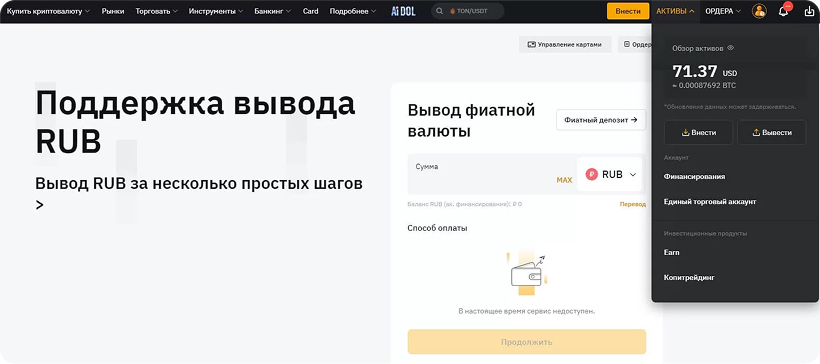 Купить криптовалюту Рынки Торговать Инструменты Банкинг Card Подробнее AI DOL TON/USDT Внести АКТИВЫ ОРДЕРА
Управление картами
Ордер
Обзор активов
71.37 USD
≈ 0.00087692 BTC
*Обновление данных может задерживаться.
Внести Вывести
Аккаунт
Финансирования
Единый торговый аккаунт
Инвестиционные продукты
Earn
Копитрейдинг
Поддержка вывода
RUB
Вывод RUB за несколько простых шагов
>
Вывод фиатной
валюты
Фиатный депозит →
Сумма
MAX
RUB
Баланс RUB (ак. финансирования): ₽ 0
Перевод
Способ оплаты
В настоящее время сервис недоступен.
Продолжить